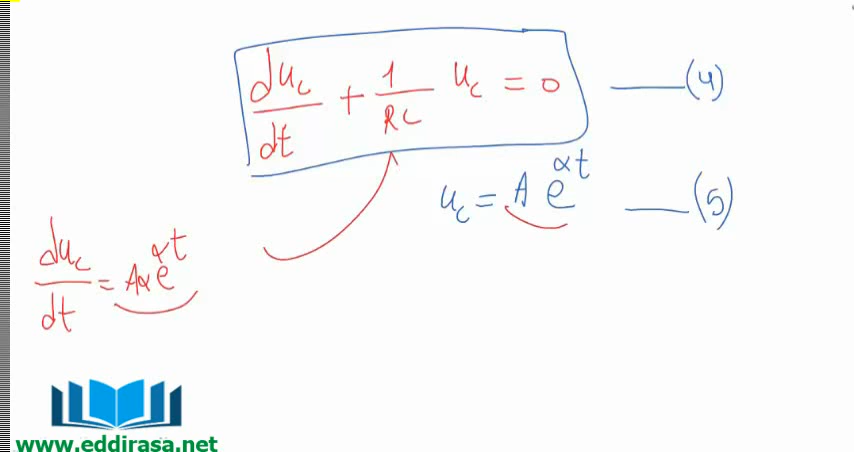 du_c/dt + 1/RC u_c = 0 ——(4)
u_c = A e^{αt} ——(5)
du_c/dt = Aα e^{αt}
www.eddirasa.net